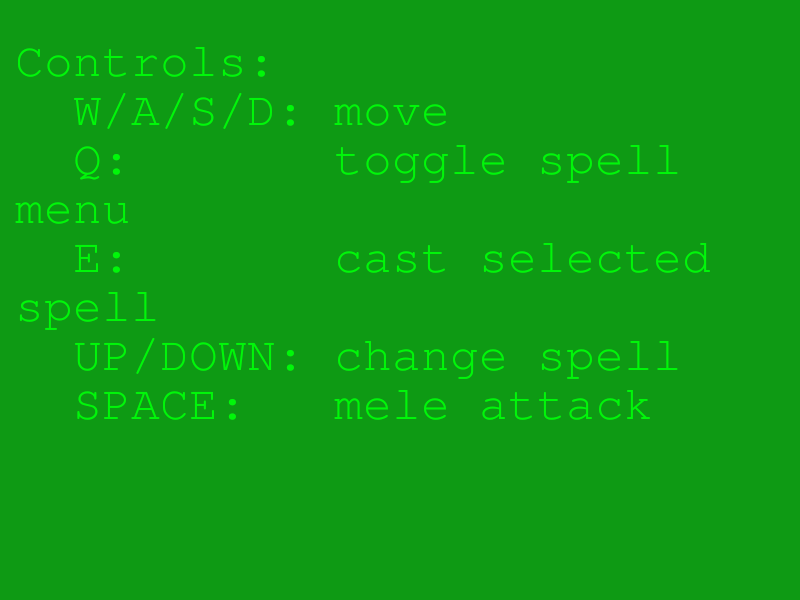 Controls:
  W/A/S/D: move
  Q:       toggle spell
menu
  E:       cast selected
spell
  UP/DOWN: change spell
  SPACE:   mele attack